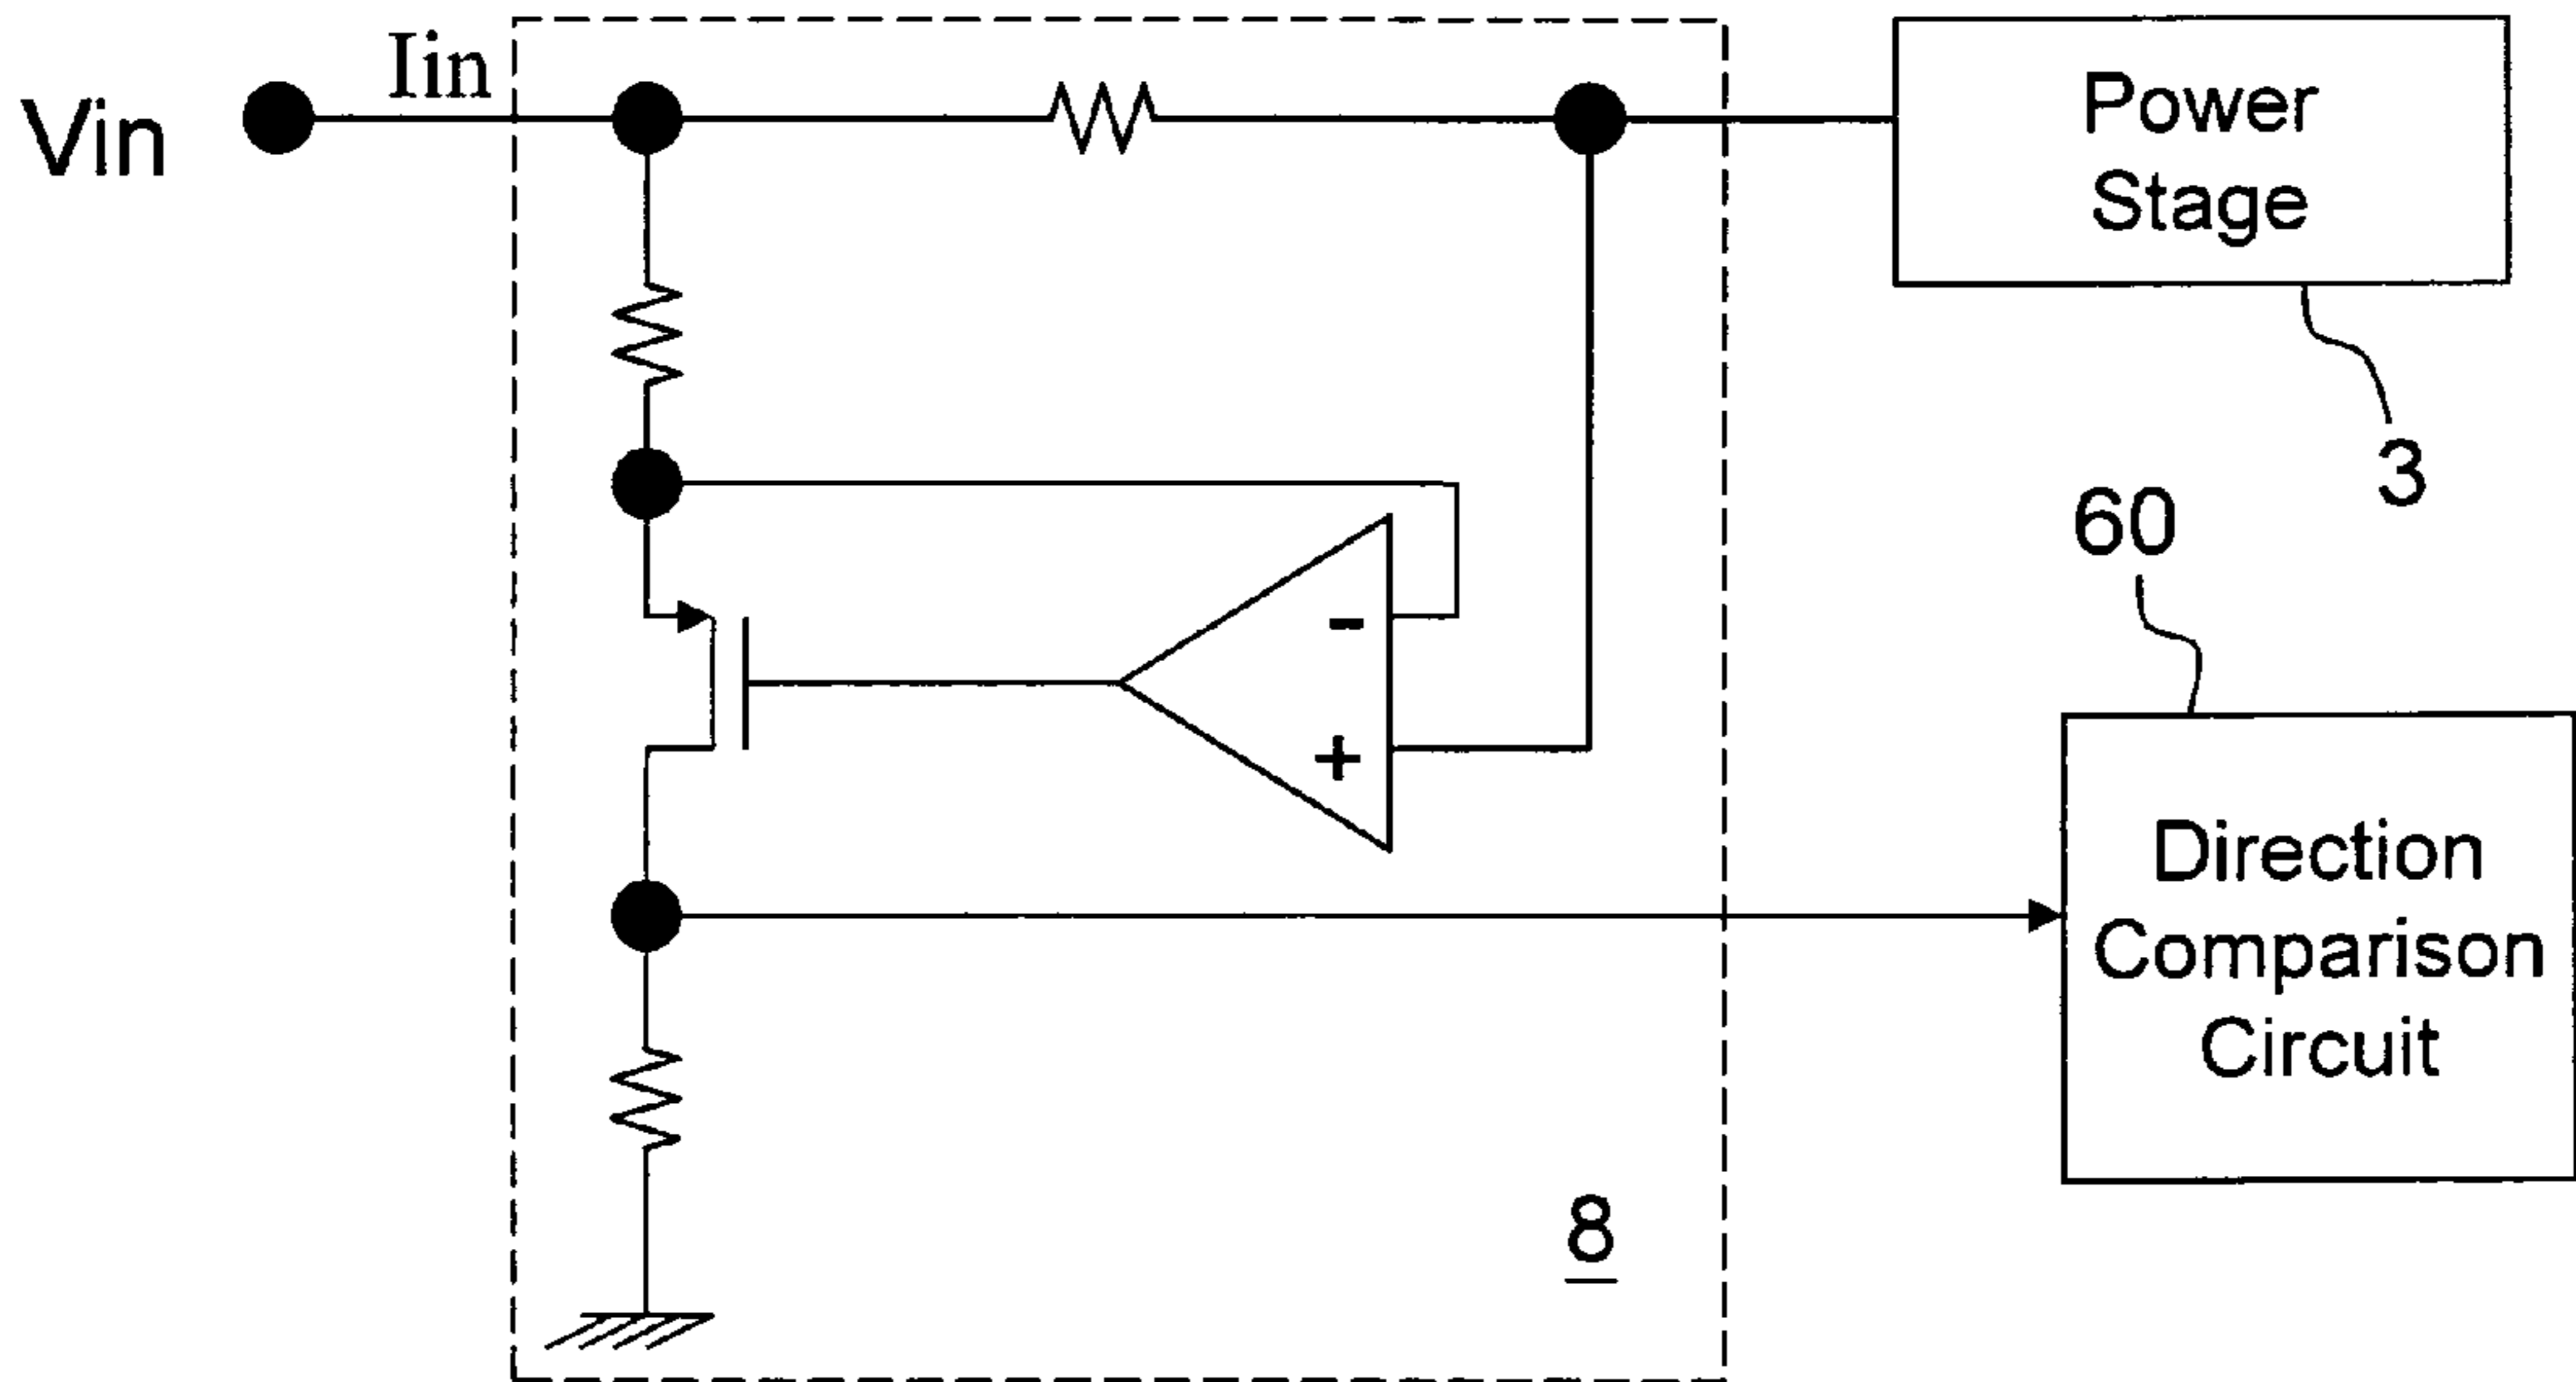 Iin
Vin
Power
Stage
3
60
-
+
Direction
Comparison
Circuit
8